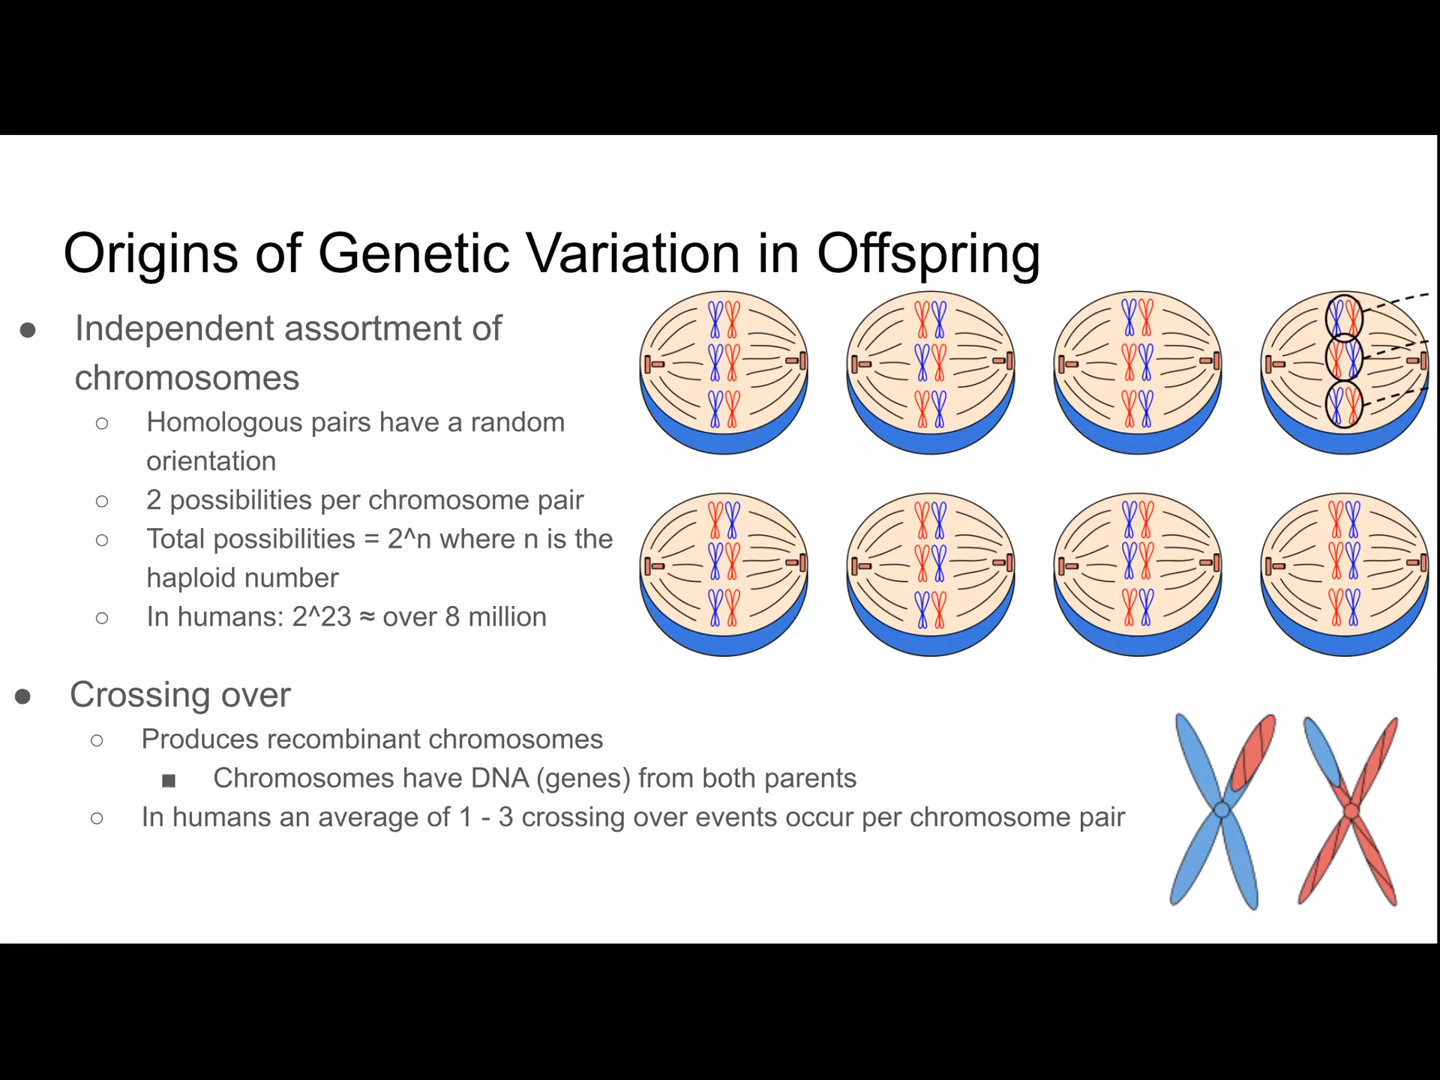 Origins of Genetic Variation in Offspring
● Independent assortment of
chromosomes
○ Homologous pairs have a random
orientation
○ 2 possibilities per chromosome pair
○ Total possibilities = 2^n where n is the
haploid number
○ In humans: 2^23 ≈ over 8 million
● Crossing over
○ Produces recombinant chromosomes
■ Chromosomes have DNA (genes) from both parents
○ In humans an average of 1 - 3 crossing over events occur per chromosome pair